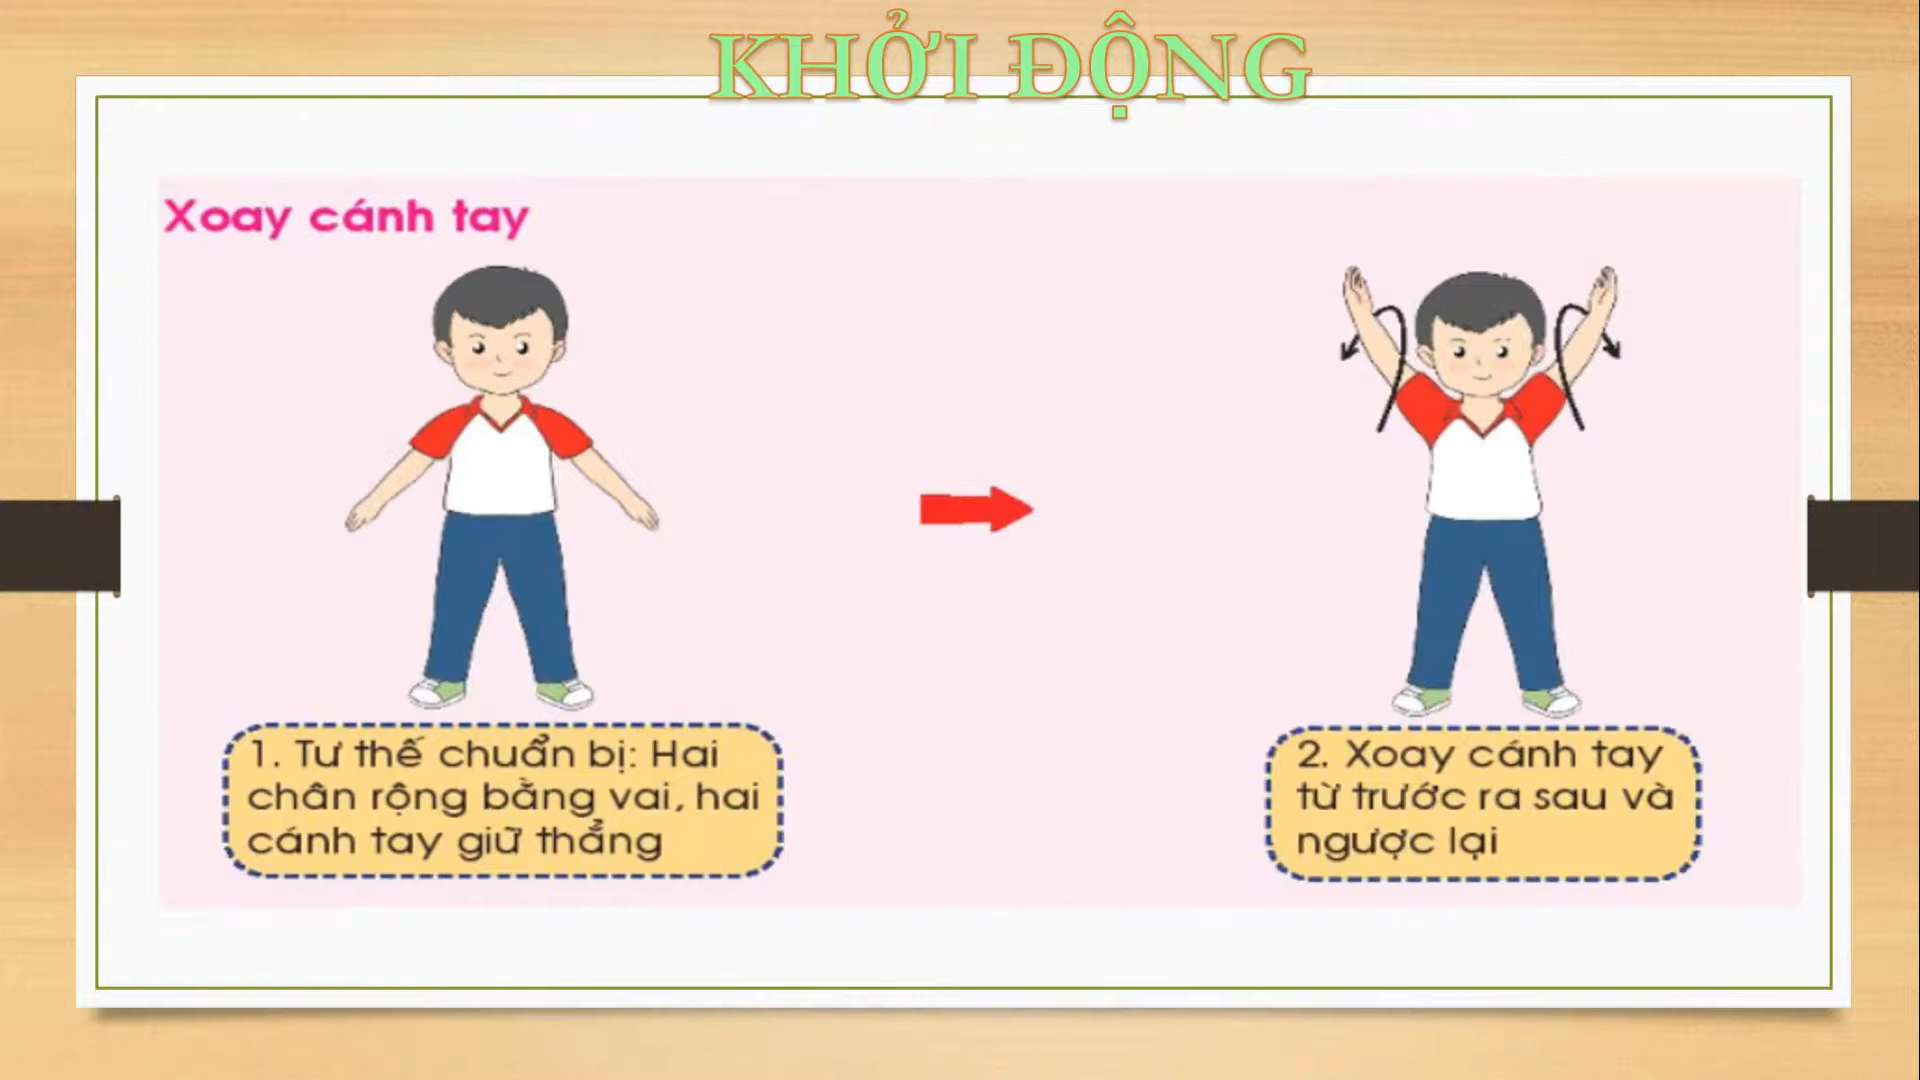 KHỞI ĐỘNG
Xoay cánh tay
1. Tư thế chuẩn bị: Hai
chân rộng bằng vai, hai
cánh tay giữ thẳng
2. Xoay cánh tay
từ trước ra sau và
ngược lại